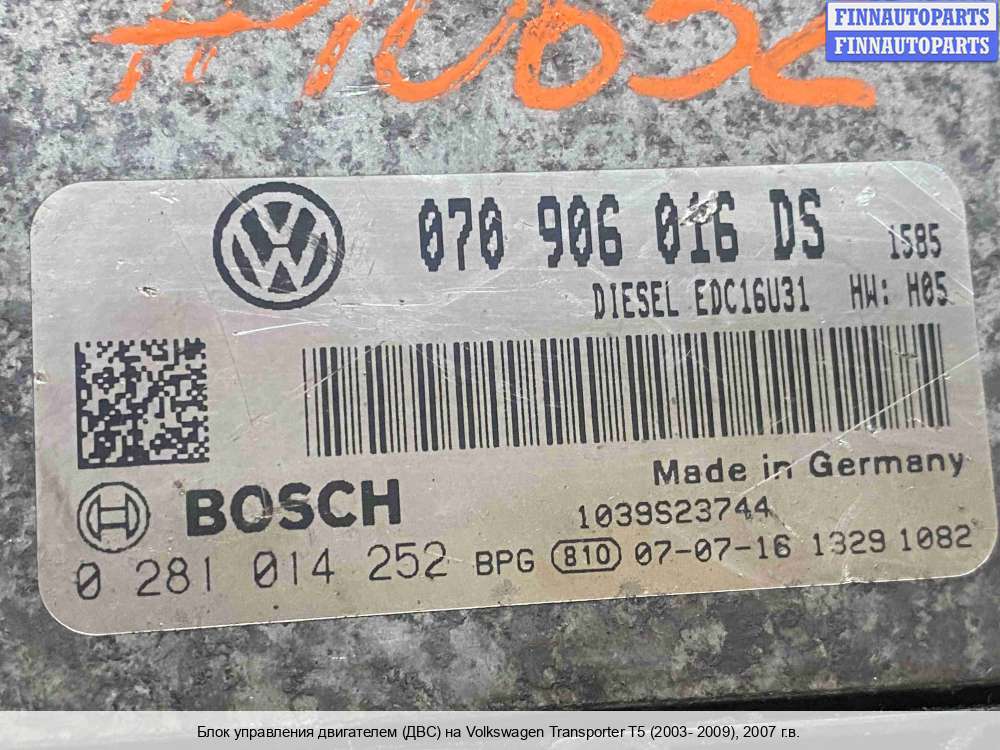 FINNAUTOPARTS
FINNAUTOPARTS
070 906 016 DS 1585
DIESEL EDC16U31 HW: H05
Made in Germany
BOSCH
1039S23744
0 281 014 252 BPG 810 07-07-16 1329 1082
Блок управления двигателем (ДВС) на Volkswagen Transporter T5 (2003- 2009), 2007 г.в.